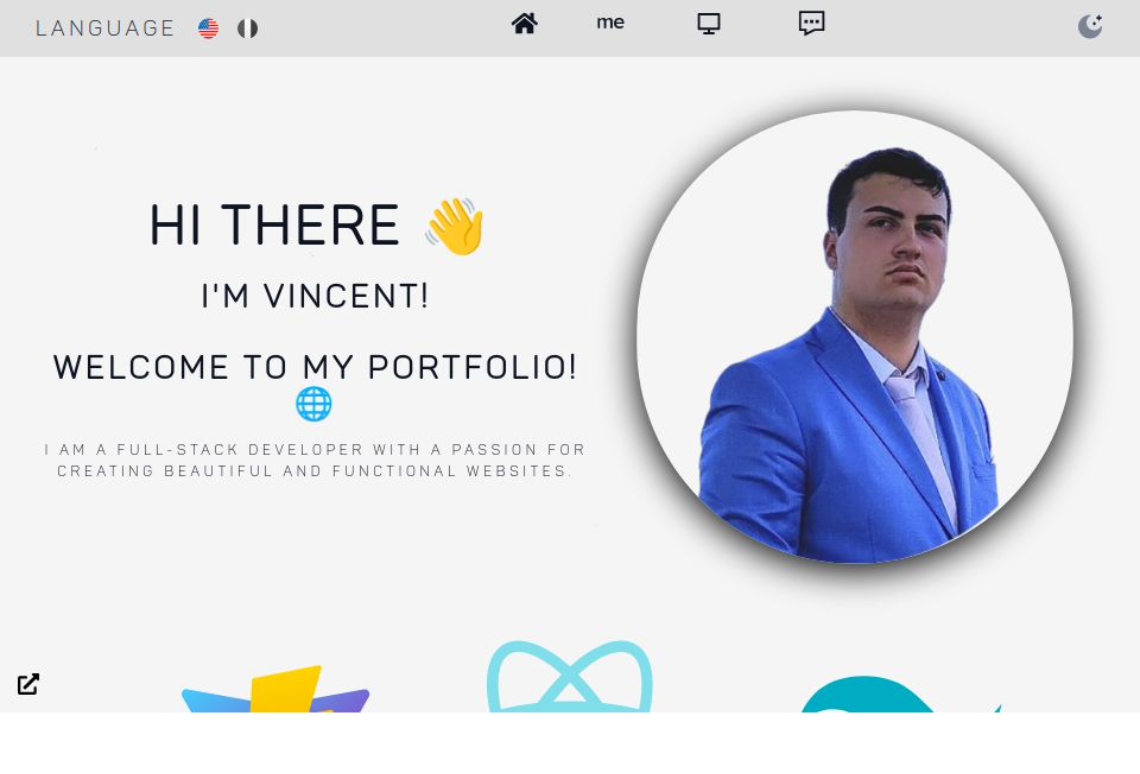 LANGUAGE
me
HI THERE 👋
I'M VINCENT!
WELCOME TO MY PORTFOLIO!
🌐
I AM A FULL-STACK DEVELOPER WITH A PASSION FOR
CREATING BEAUTIFUL AND FUNCTIONAL WEBSITES.